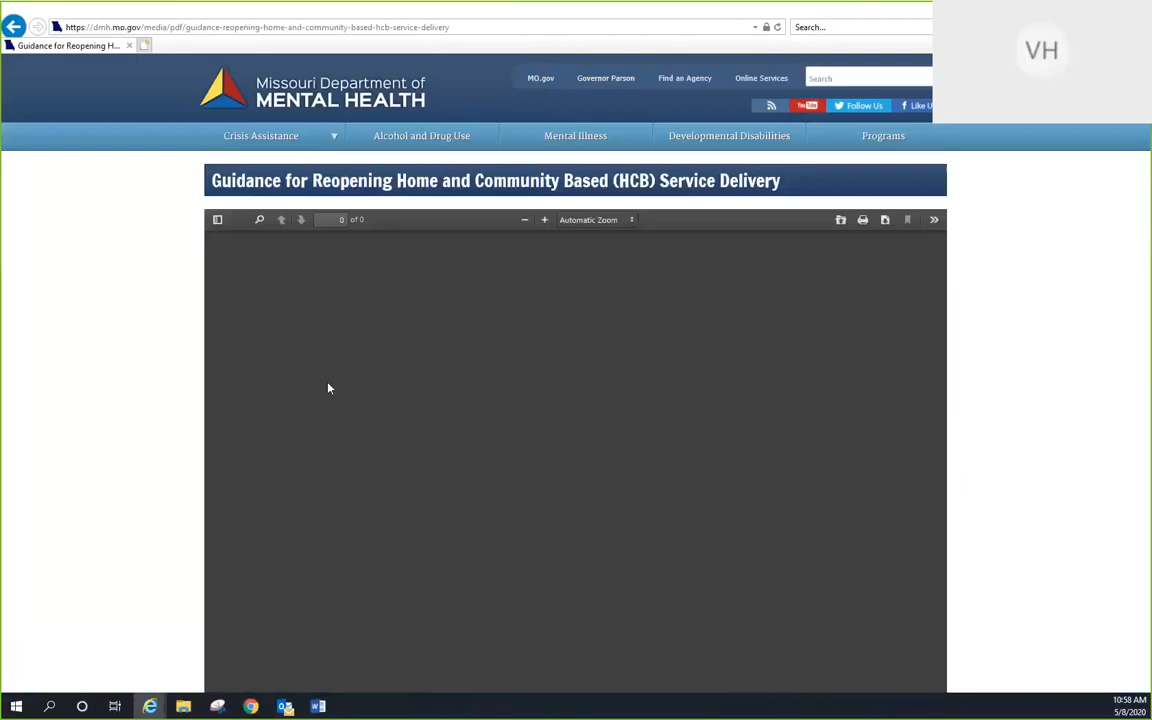 https://dmh.mo.gov/media/pdf/guidance-reopening-home-and-community-based-hcb-service-delivery
Search...
Guidance for Reopening H...
VH
Missouri Department of
MENTAL HEALTH
MO.gov
Governor Parson
Find an Agency
Online Services
Search
You Tube
Follow Us
Like U
Crisis Assistance
Alcohol and Drug Use
Mental Illness
Developmental Disabilities
Programs
Guidance for Reopening Home and Community Based (HCB) Service Delivery
0 of 0
Automatic Zoom
10:58 AM
5/8/2020